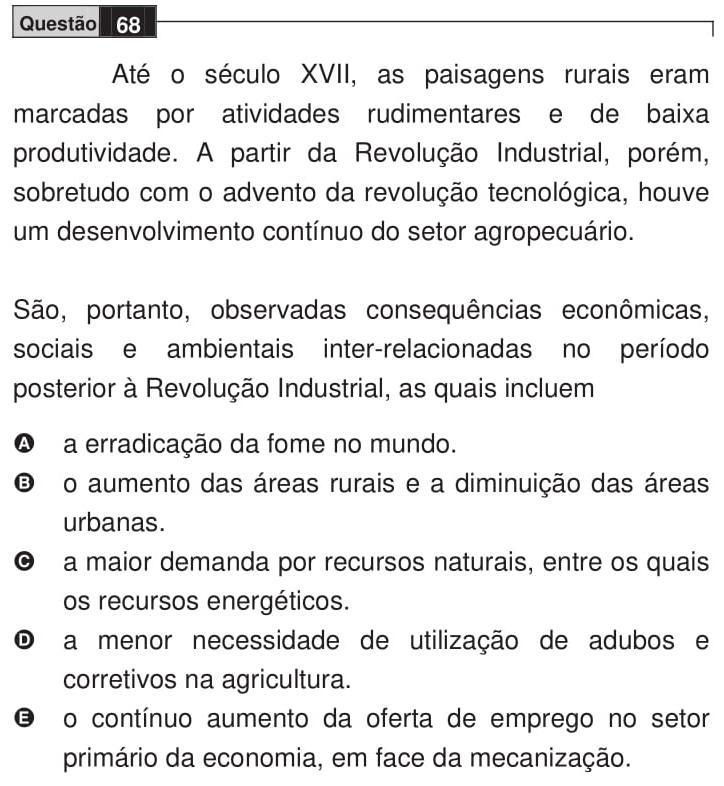 Questão 68
Até o século XVII, as paisagens rurais eram
marcadas por atividades rudimentares e de baixa
produtividade. A partir da Revolução Industrial, porém,
sobretudo com o advento da revolução tecnológica, houve
um desenvolvimento contínuo do setor agropecuário.
São, portanto, observadas consequências econômicas,
sociais e ambientais inter-relacionadas no período
posterior à Revolução Industrial, as quais incluem
A a erradicação da fome no mundo.
B o aumento das áreas rurais e a diminuição das áreas
urbanas.
C a maior demanda por recursos naturais, entre os quais
os recursos energéticos.
D a menor necessidade de utilização de adubos e
corretivos na agricultura.
E o contínuo aumento da oferta de emprego no setor
primário da economia, em face da mecanização.